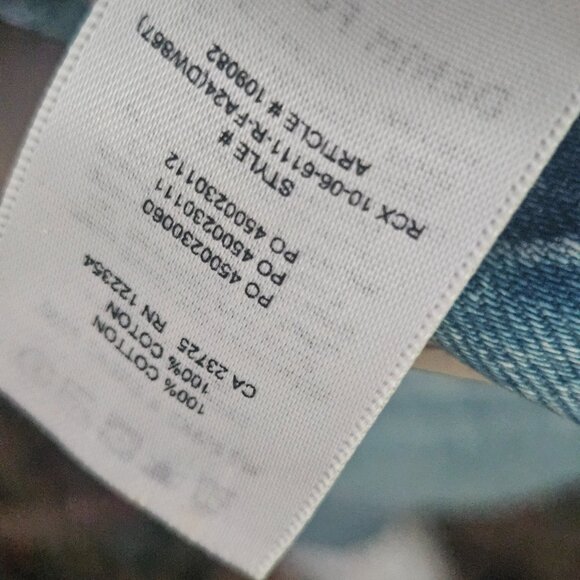 100% COTTON
100% COTON
CA 23725 RN 122354
PO 4500230060
PO 4500230111
PO 4500230112
STYLE #
RCX 10-06-6111-R-FA24(DW867)
ARTICLE # 109082